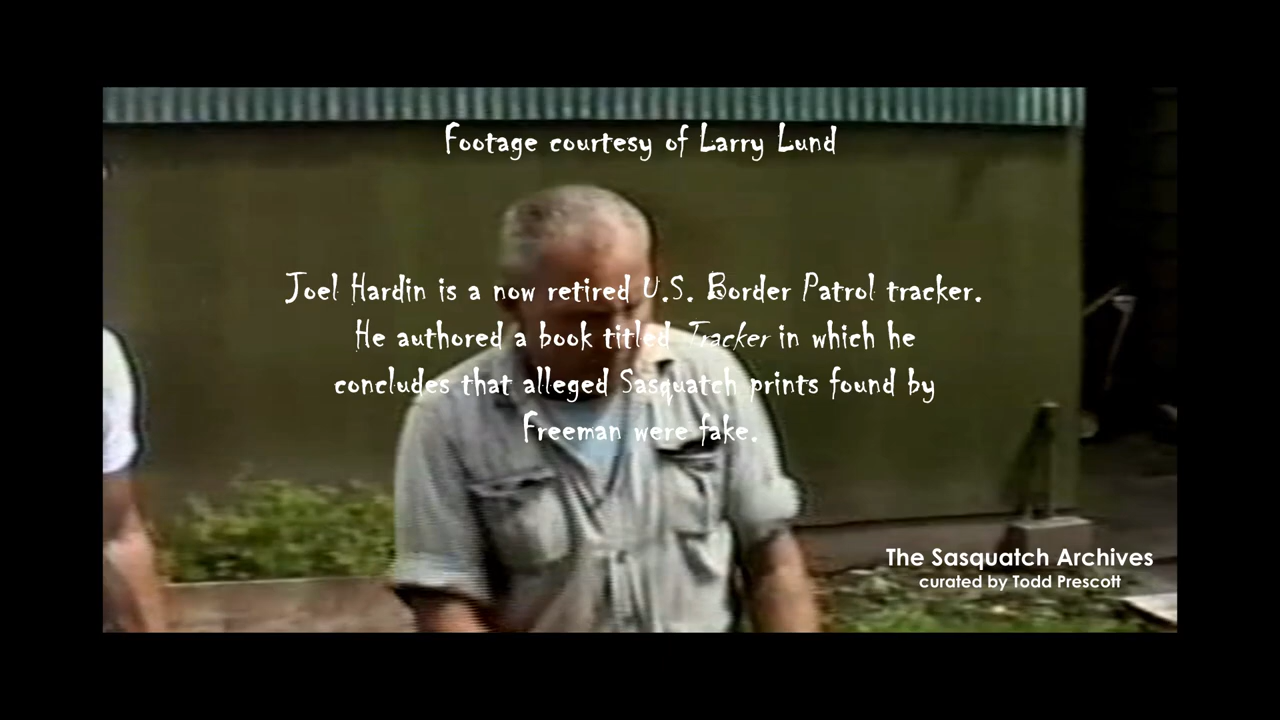 Footage courtesy of Larry Lund
Joel Hardin is a now retired U.S. Border Patrol tracker.
He authored a book titled Tracker in which he
concludes that alleged Sasquatch prints found by
Freeman were fake.
The Sasquatch Archives
curated by Todd Prescott